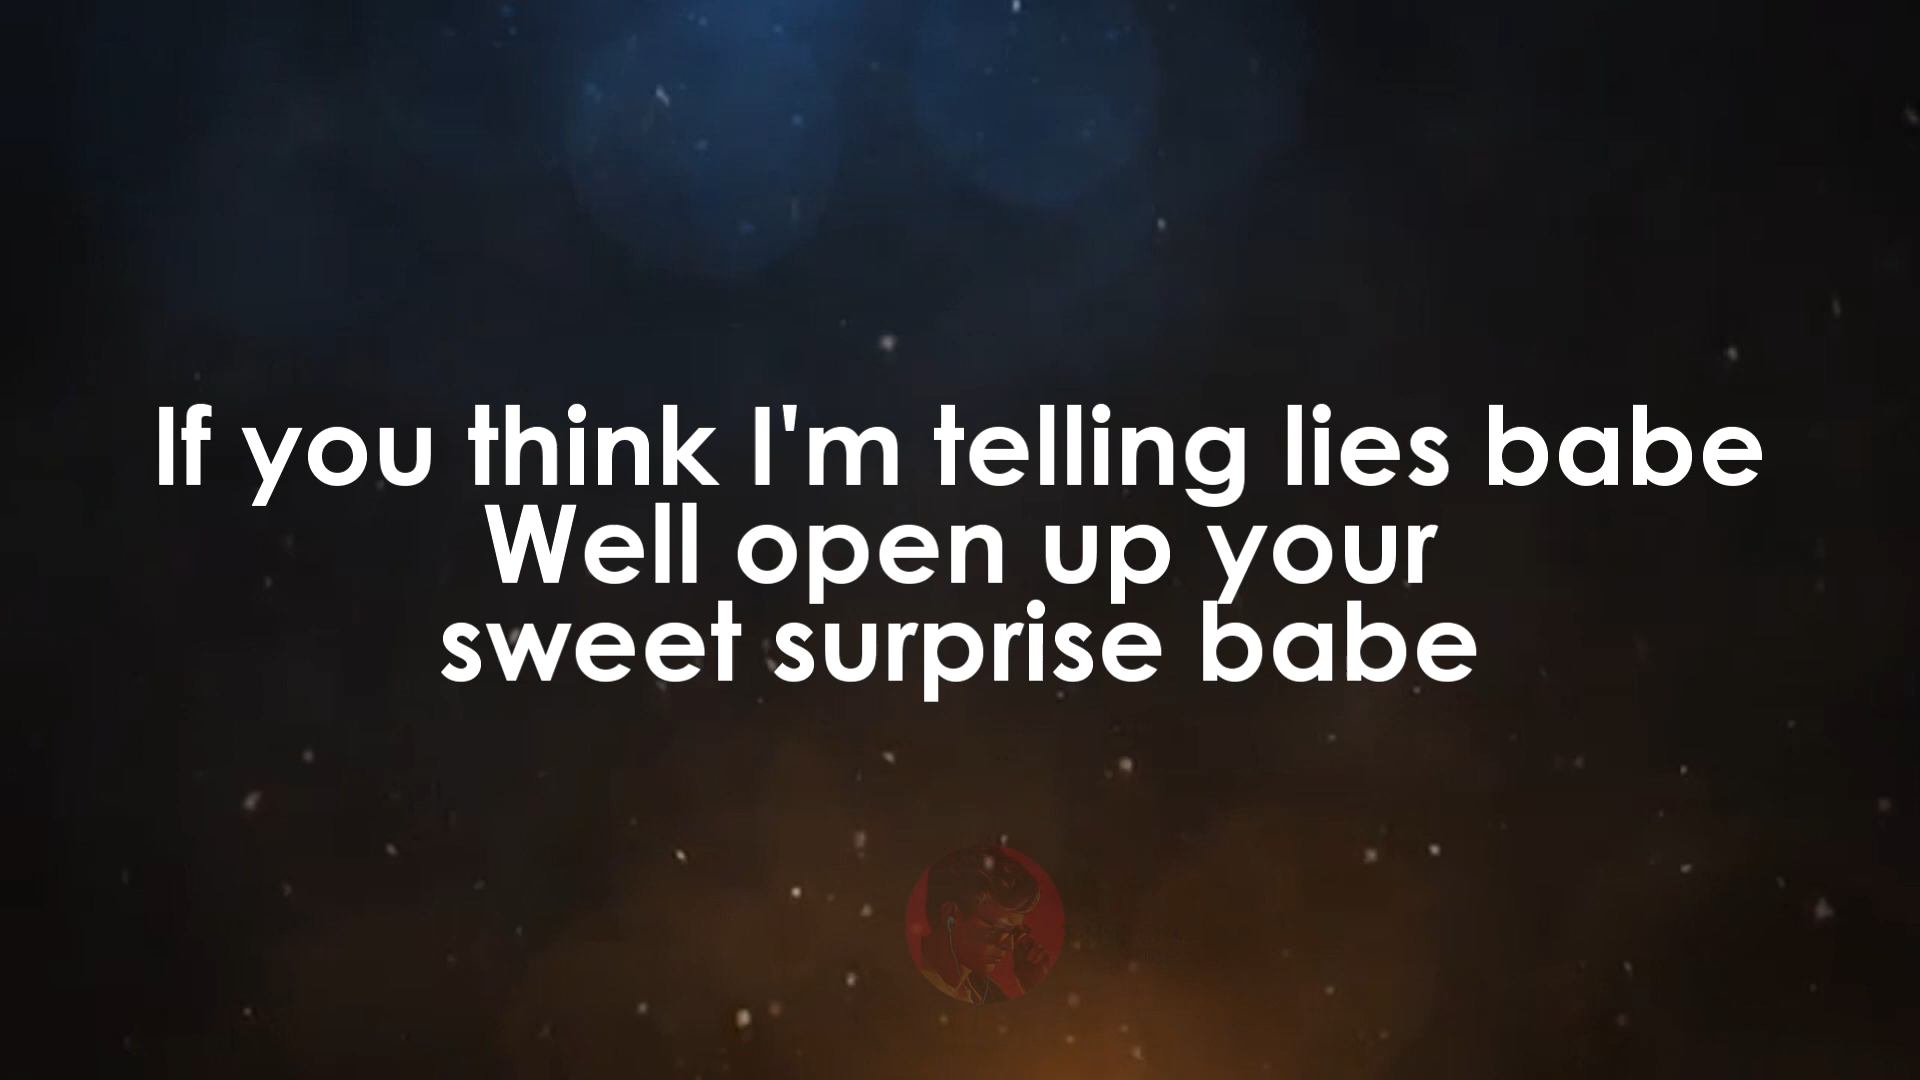 If you think I'm telling lies babe
Well open up your
sweet surprise babe